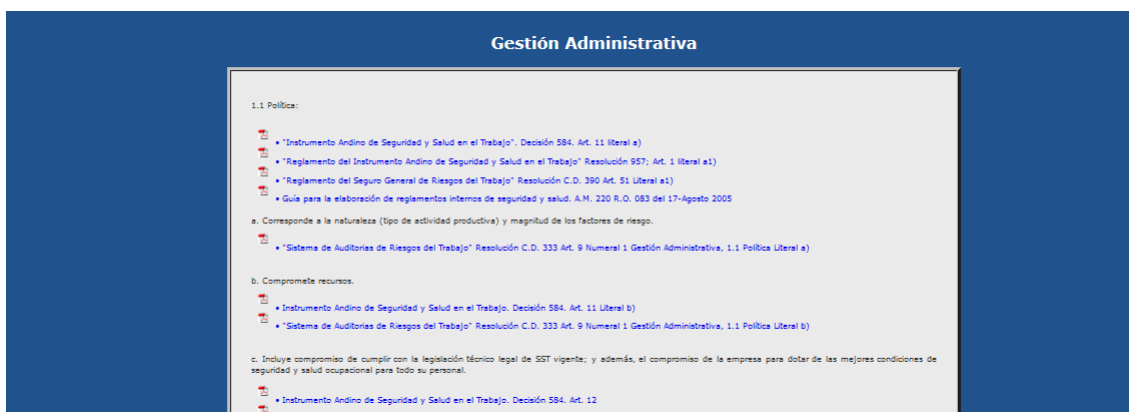 Gestión Administrativa
1.1 Política:
• "Instrumento Andino de Seguridad y Salud en el Trabajo". Decisión 584. Art. 11 literal a)
• "Reglamento del Instrumento Andino de Seguridad y Salud en el Trabajo" Resolución 957; Art. 1 literal a1)
• "Reglamento del Seguro General de Riesgos del Trabajo" Resolución C.D. 390 Art. 51 Literal a1)
• Guía para la elaboración de reglamentos internos de seguridad y salud. A.M. 220 R.O. 083 del 17-Agosto 2005
a. Corresponde a la naturaleza (tipo de actividad productiva) y magnitud de los factores de riesgo.
• "Sistema de Auditorias de Riesgos del Trabajo" Resolución C.D. 333 Art. 9 Numeral 1 Gestión Administrativa, 1.1 Política Literal a)
b. Compromete recursos.
• Instrumento Andino de Seguridad y Salud en el Trabajo. Decisión 584. Art. 11 Literal b)
• "Sistema de Auditorias de Riesgos del Trabajo" Resolución C.D. 333 Art. 9 Numeral 1 Gestión Administrativa, 1.1 Política Literal b)
c. Incluye compromiso de cumplir con la legislación técnico legal de SST vigente; y además, el compromiso de la empresa para dotar de las mejores condiciones de
seguridad y salud ocupacional para todo su personal.
• Instrumento Andino de Seguridad y Salud en el Trabajo. Decisión 584. Art. 12